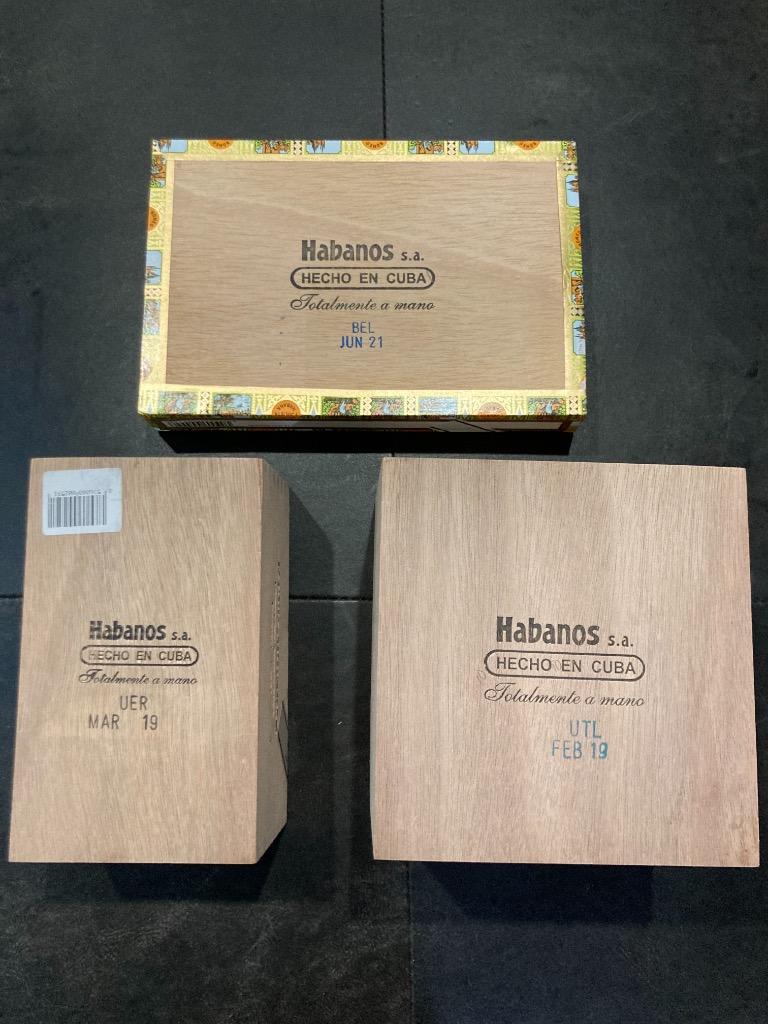 Habanos s.a.
HECHO EN CUBA
Totalmente a mano
BEL
JUN 21
Habanos s.a.
HECHO EN CUBA
Totalmente a mano
UER
MAR 19
Habanos s.a.
HECHO EN CUBA
Totalmente a mano
UTL
FEB 19